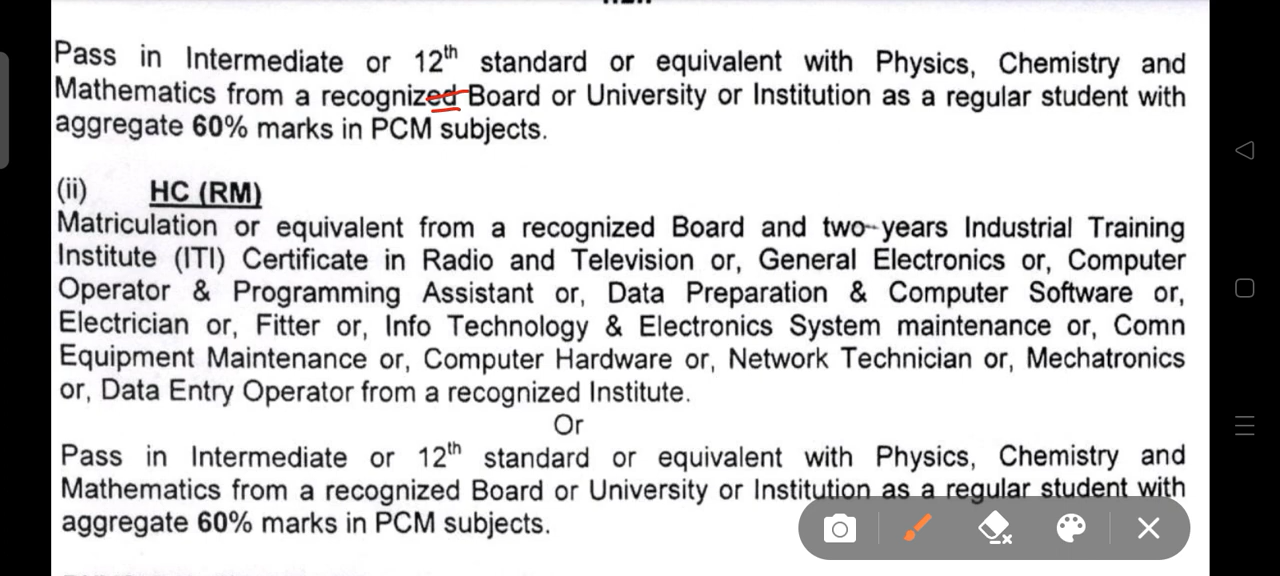 Pass in Intermediate or 12th standard or equivalent with Physics, Chemistry and
Mathematics from a recognized Board or University or Institution as a regular student with
aggregate 60% marks in PCM subjects.
(ii) HC (RM)
Matriculation or equivalent from a recognized Board and two years Industrial Training
Institute (ITI) Certificate in Radio and Television or, General Electronics or, Computer
Operator & Programming Assistant or, Data Preparation & Computer Software or,
Electrician or, Fitter or, Info Technology & Electronics System maintenance or, Comn
Equipment Maintenance or, Computer Hardware or, Network Technician or, Mechatronics
or, Data Entry Operator from a recognized Institute.
Or
Pass in Intermediate or 12th standard or equivalent with Physics, Chemistry and
Mathematics from a recognized Board or University or Institution as a regular student with
aggregate 60% marks in PCM subjects.